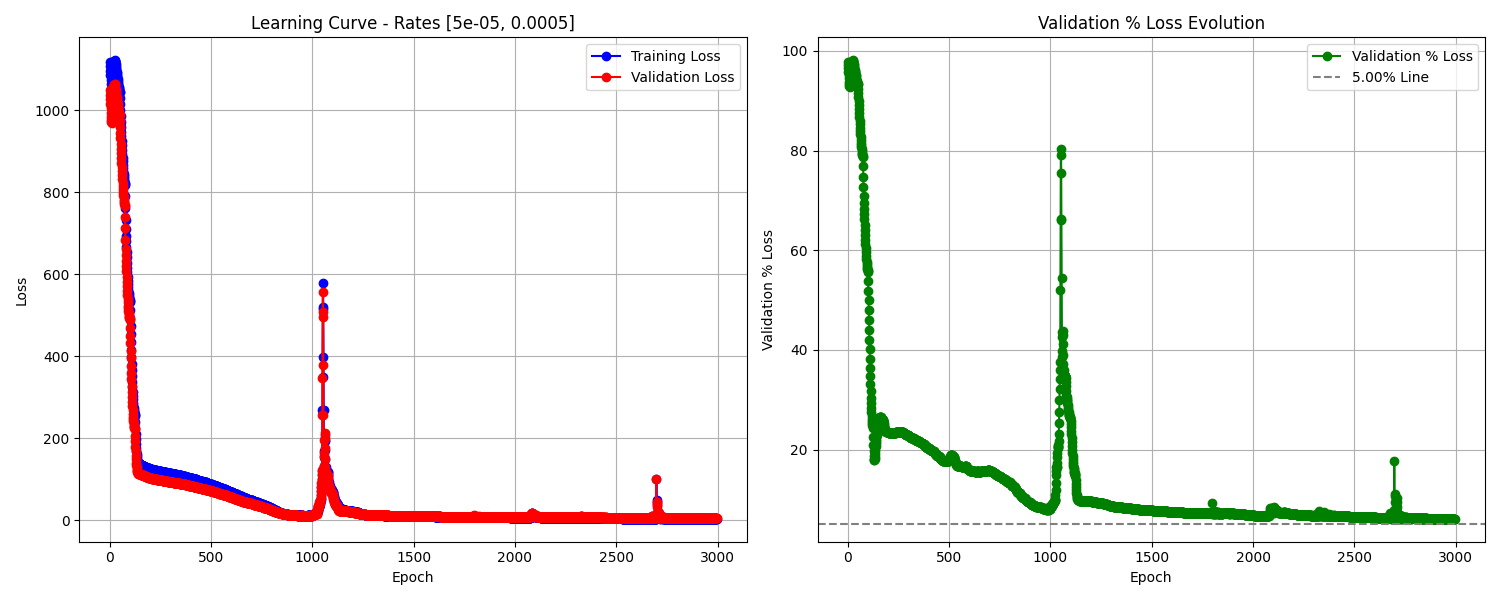 Learning Curve - Rates [5e-05, 0.0005]
Training Loss
Validation Loss
Loss
1000
800
600
400
200
0
0 500 1000 1500 2000 2500 3000
Epoch
Validation % Loss Evolution
Validation % Loss
5.00% Line
Validation % Loss
100
80
60
40
20
0 500 1000 1500 2000 2500 3000
Epoch